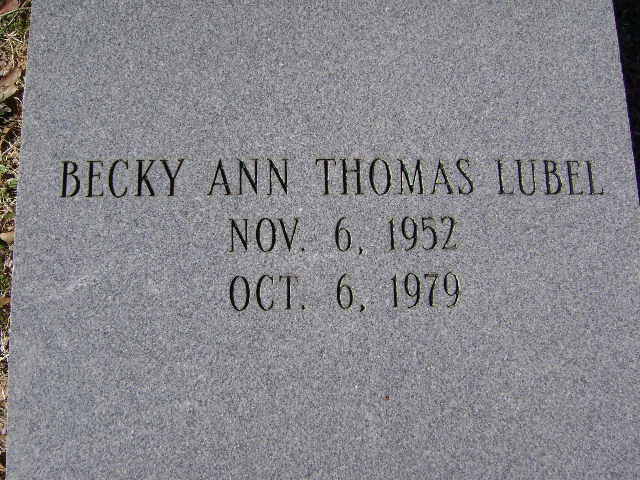 BECKY ANN THOMAS LUBEL
NOV. 6, 1952
OCT. 6, 1979